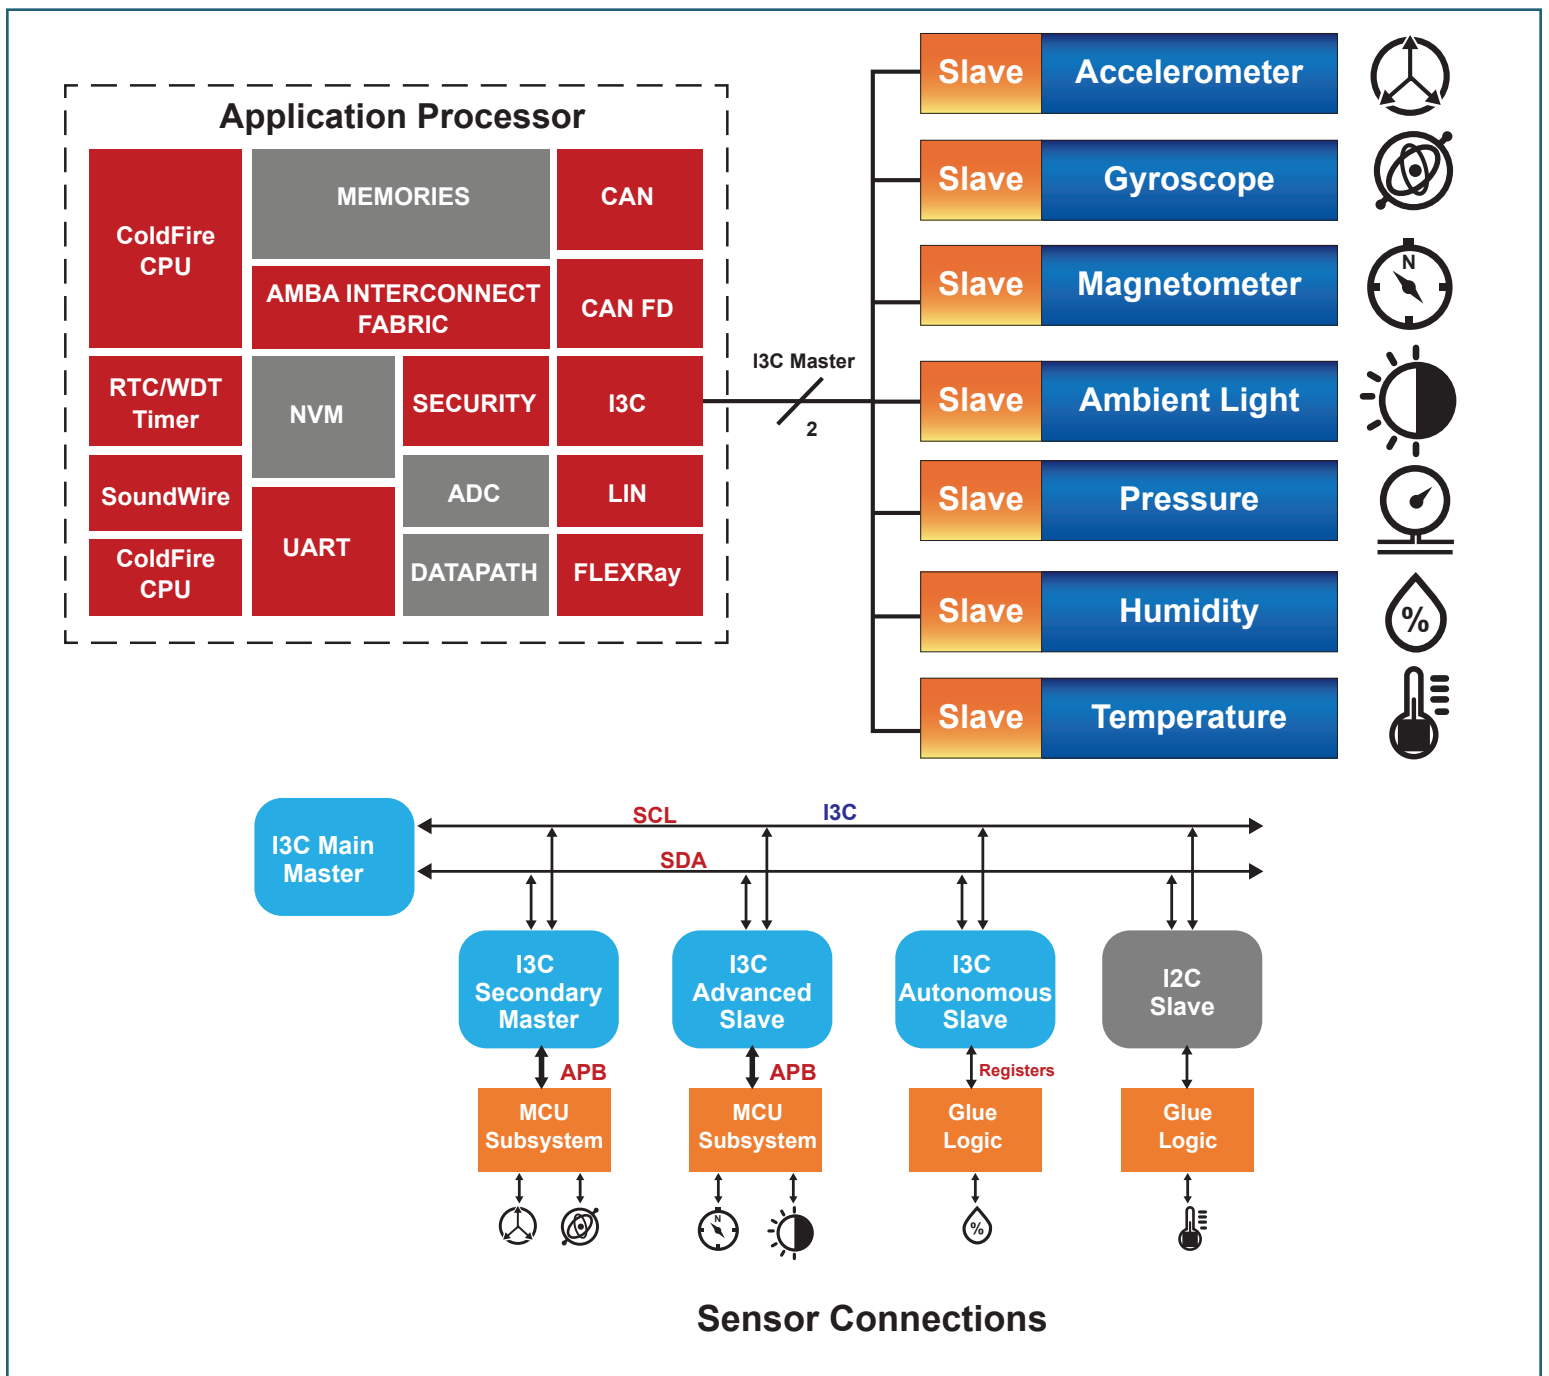 Application Processor
ColdFire
CPU
MEMORIES
CAN
AMBA INTERCONNECT
FABRIC
CAN FD
RTC/WDT
Timer
NVM
SECURITY
I3C
SoundWire
ADC
LIN
ColdFire
CPU
UART
DATAPATH
FLEXRay
I3C Master
2
Slave Accelerometer
Slave Gyroscope
Slave Magnetometer
N
Slave Ambient Light
Slave Pressure
Slave Humidity
%
Slave Temperature
I3C Main
Master
SCL
I3C
SDA
I3C
Secondary
Master
I3C
Advanced
Slave
I3C
Autonomous
Slave
I2C
Slave
APB
APB
Registers
MCU
Subsystem
MCU
Subsystem
Glue
Logic
Glue
Logic
N
%
Sensor Connections